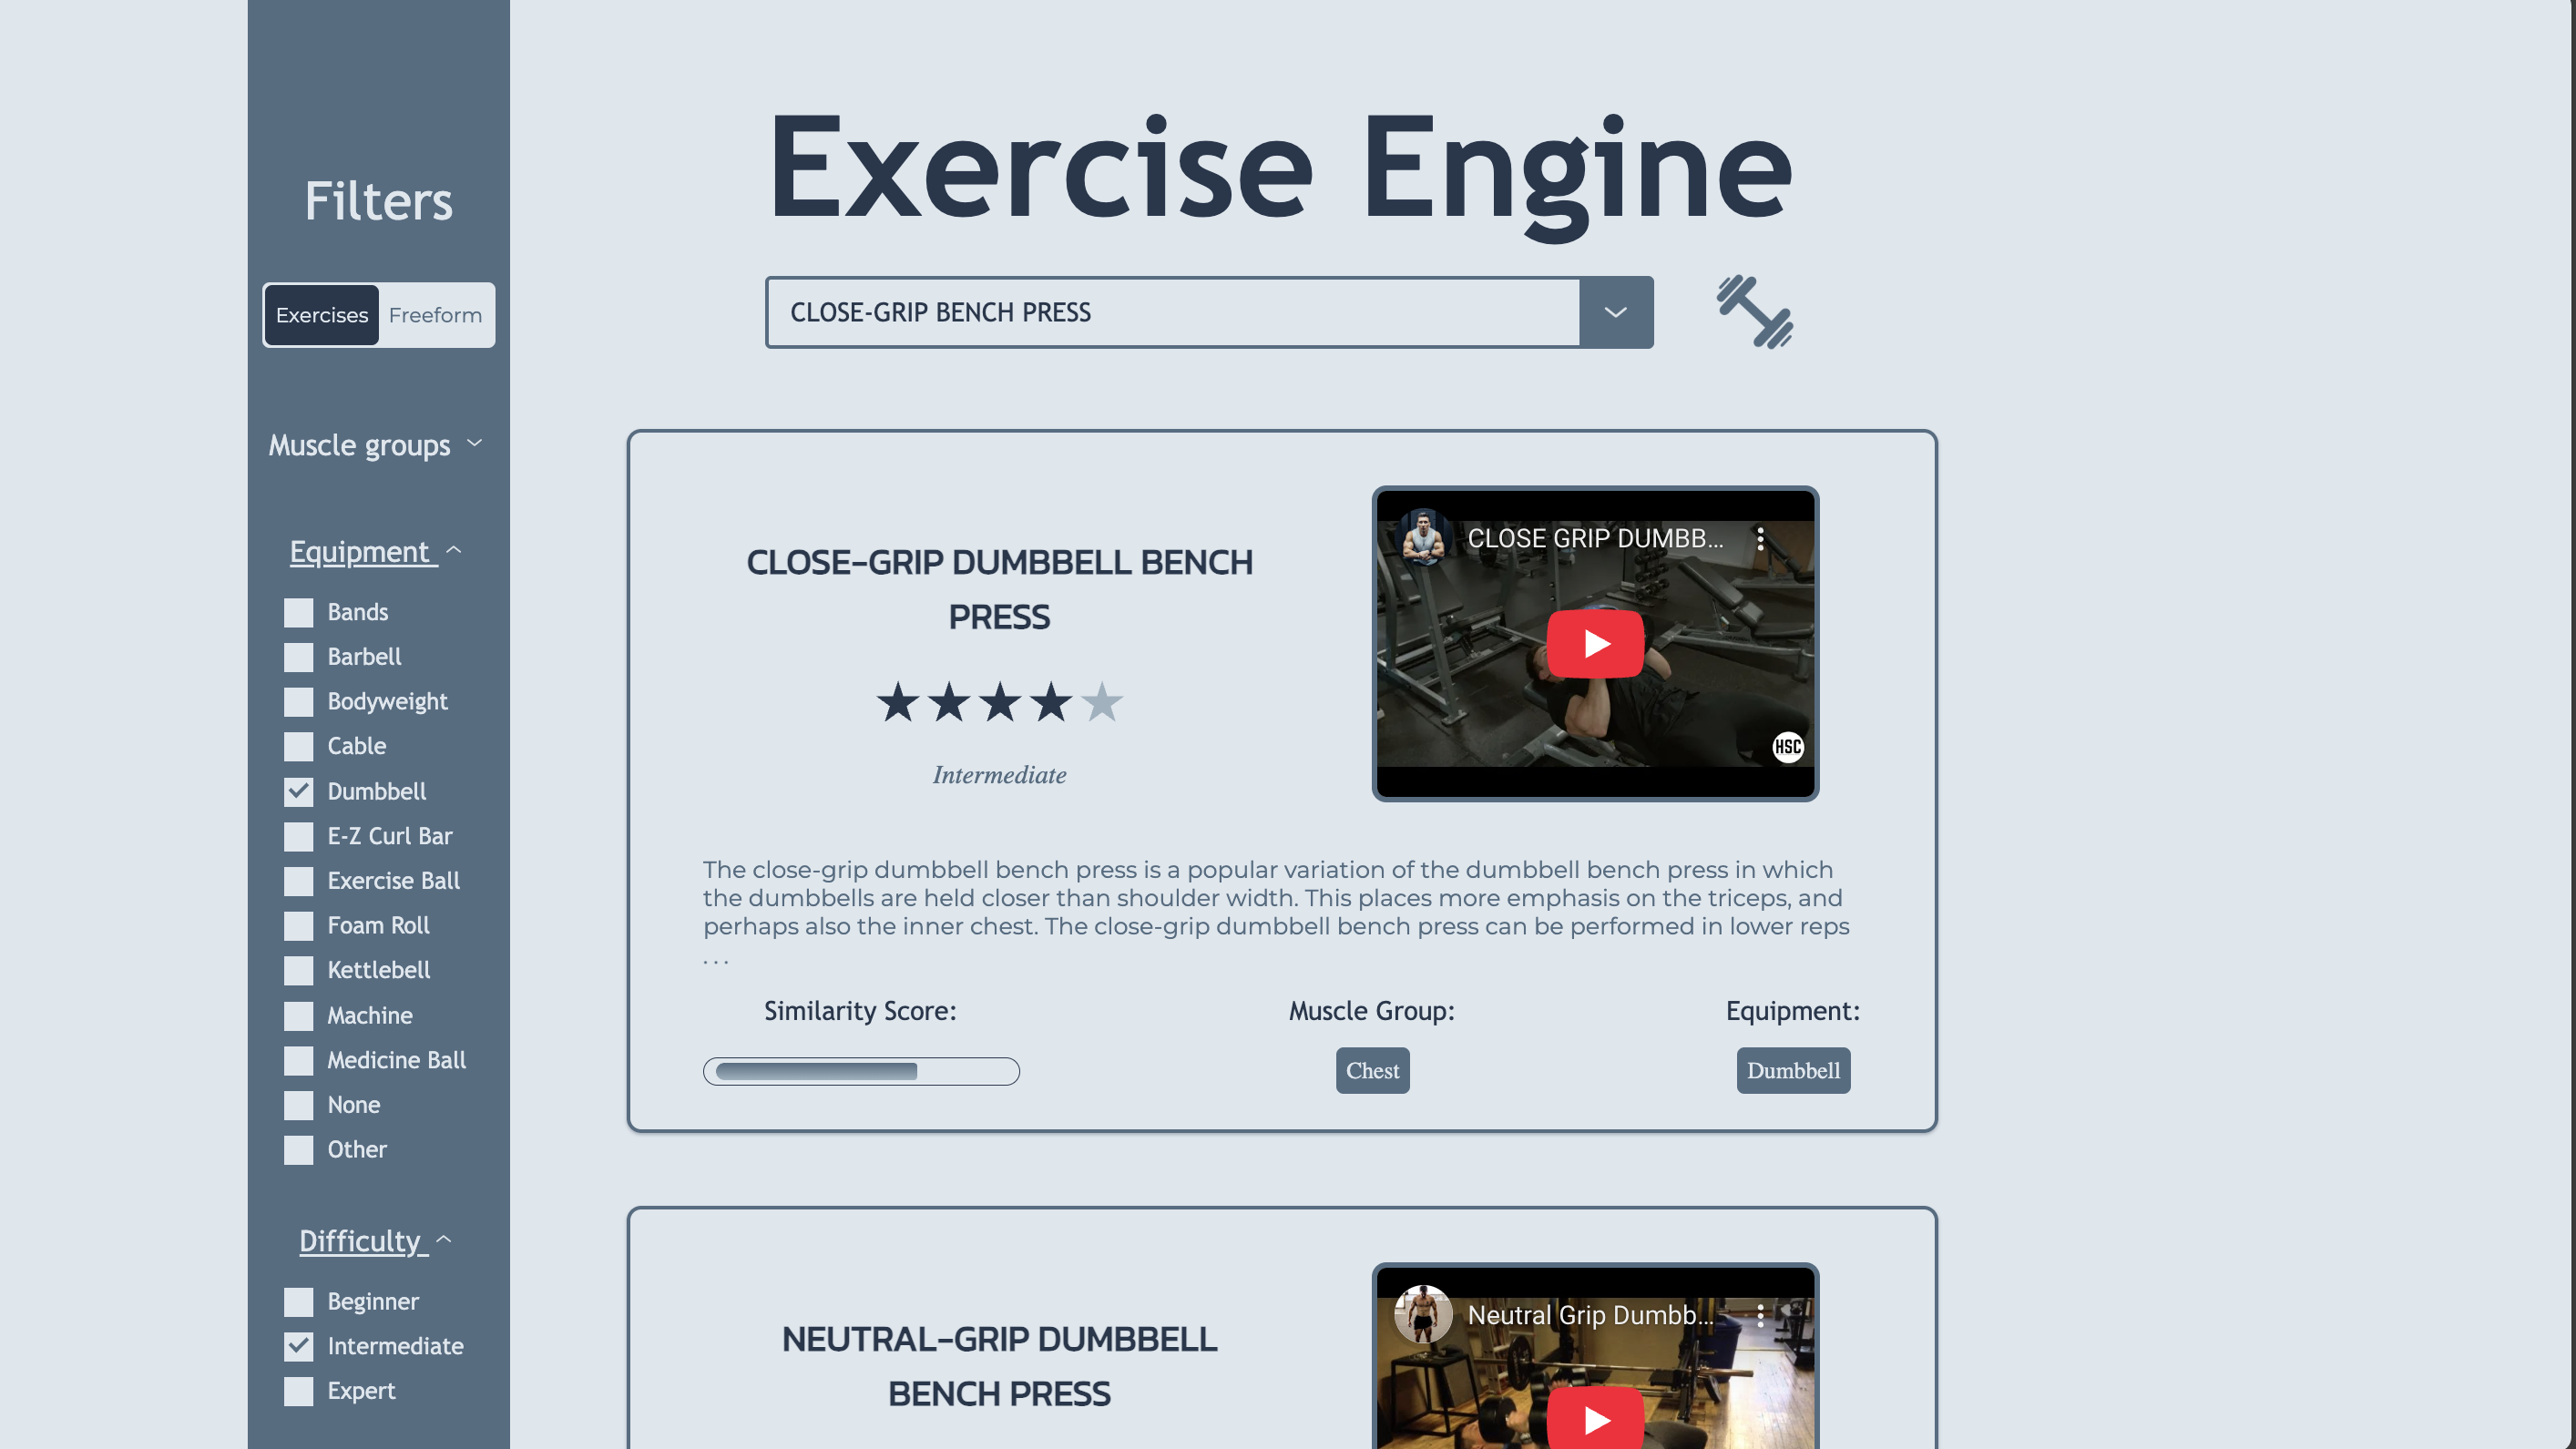 Filters
Exercises Freeform
Muscle groups
Equipment
Bands
Barbell
Bodyweight
Cable
Dumbbell
E-Z Curl Bar
Exercise Ball
Foam Roll
Kettlebell
Machine
Medicine Ball
None
Other
Difficulty
Beginner
Intermediate
Expert
Exercise Engine
CLOSE-GRIP BENCH PRESS
CLOSE-GRIP DUMBBELL BENCH
PRESS
Intermediate
CLOSE GRIP DUMBB...
HSC
The close-grip dumbbell bench press is a popular variation of the dumbbell bench press in which
the dumbbells are held closer than shoulder width. This places more emphasis on the triceps, and
perhaps also the inner chest. The close-grip dumbbell bench press can be performed in lower reps
. . .
Similarity Score:
Muscle Group:
Equipment:
Chest
Dumbbell
NEUTRAL-GRIP DUMBBELL
BENCH PRESS
Neutral Grip Dumbb...